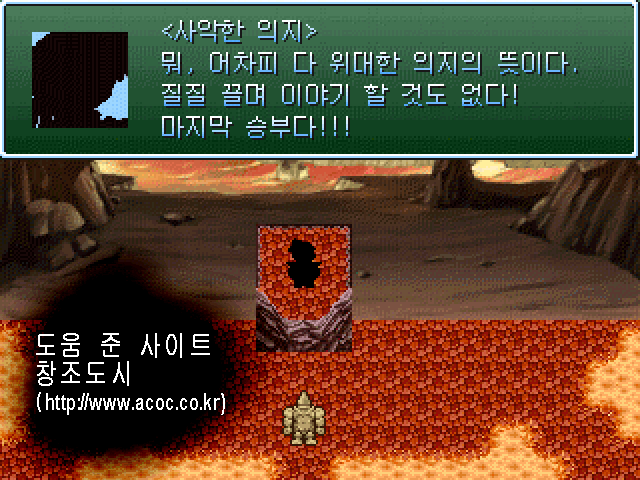 <사악한 의지>
뭐, 어차피 다 위대한 의지의 뜻이다.
질질 끌며 이야기 할 것도 없다!
마지막 승부다!!!
도움 준 사이트
창조도시
(http://www.acoc.co.kr)